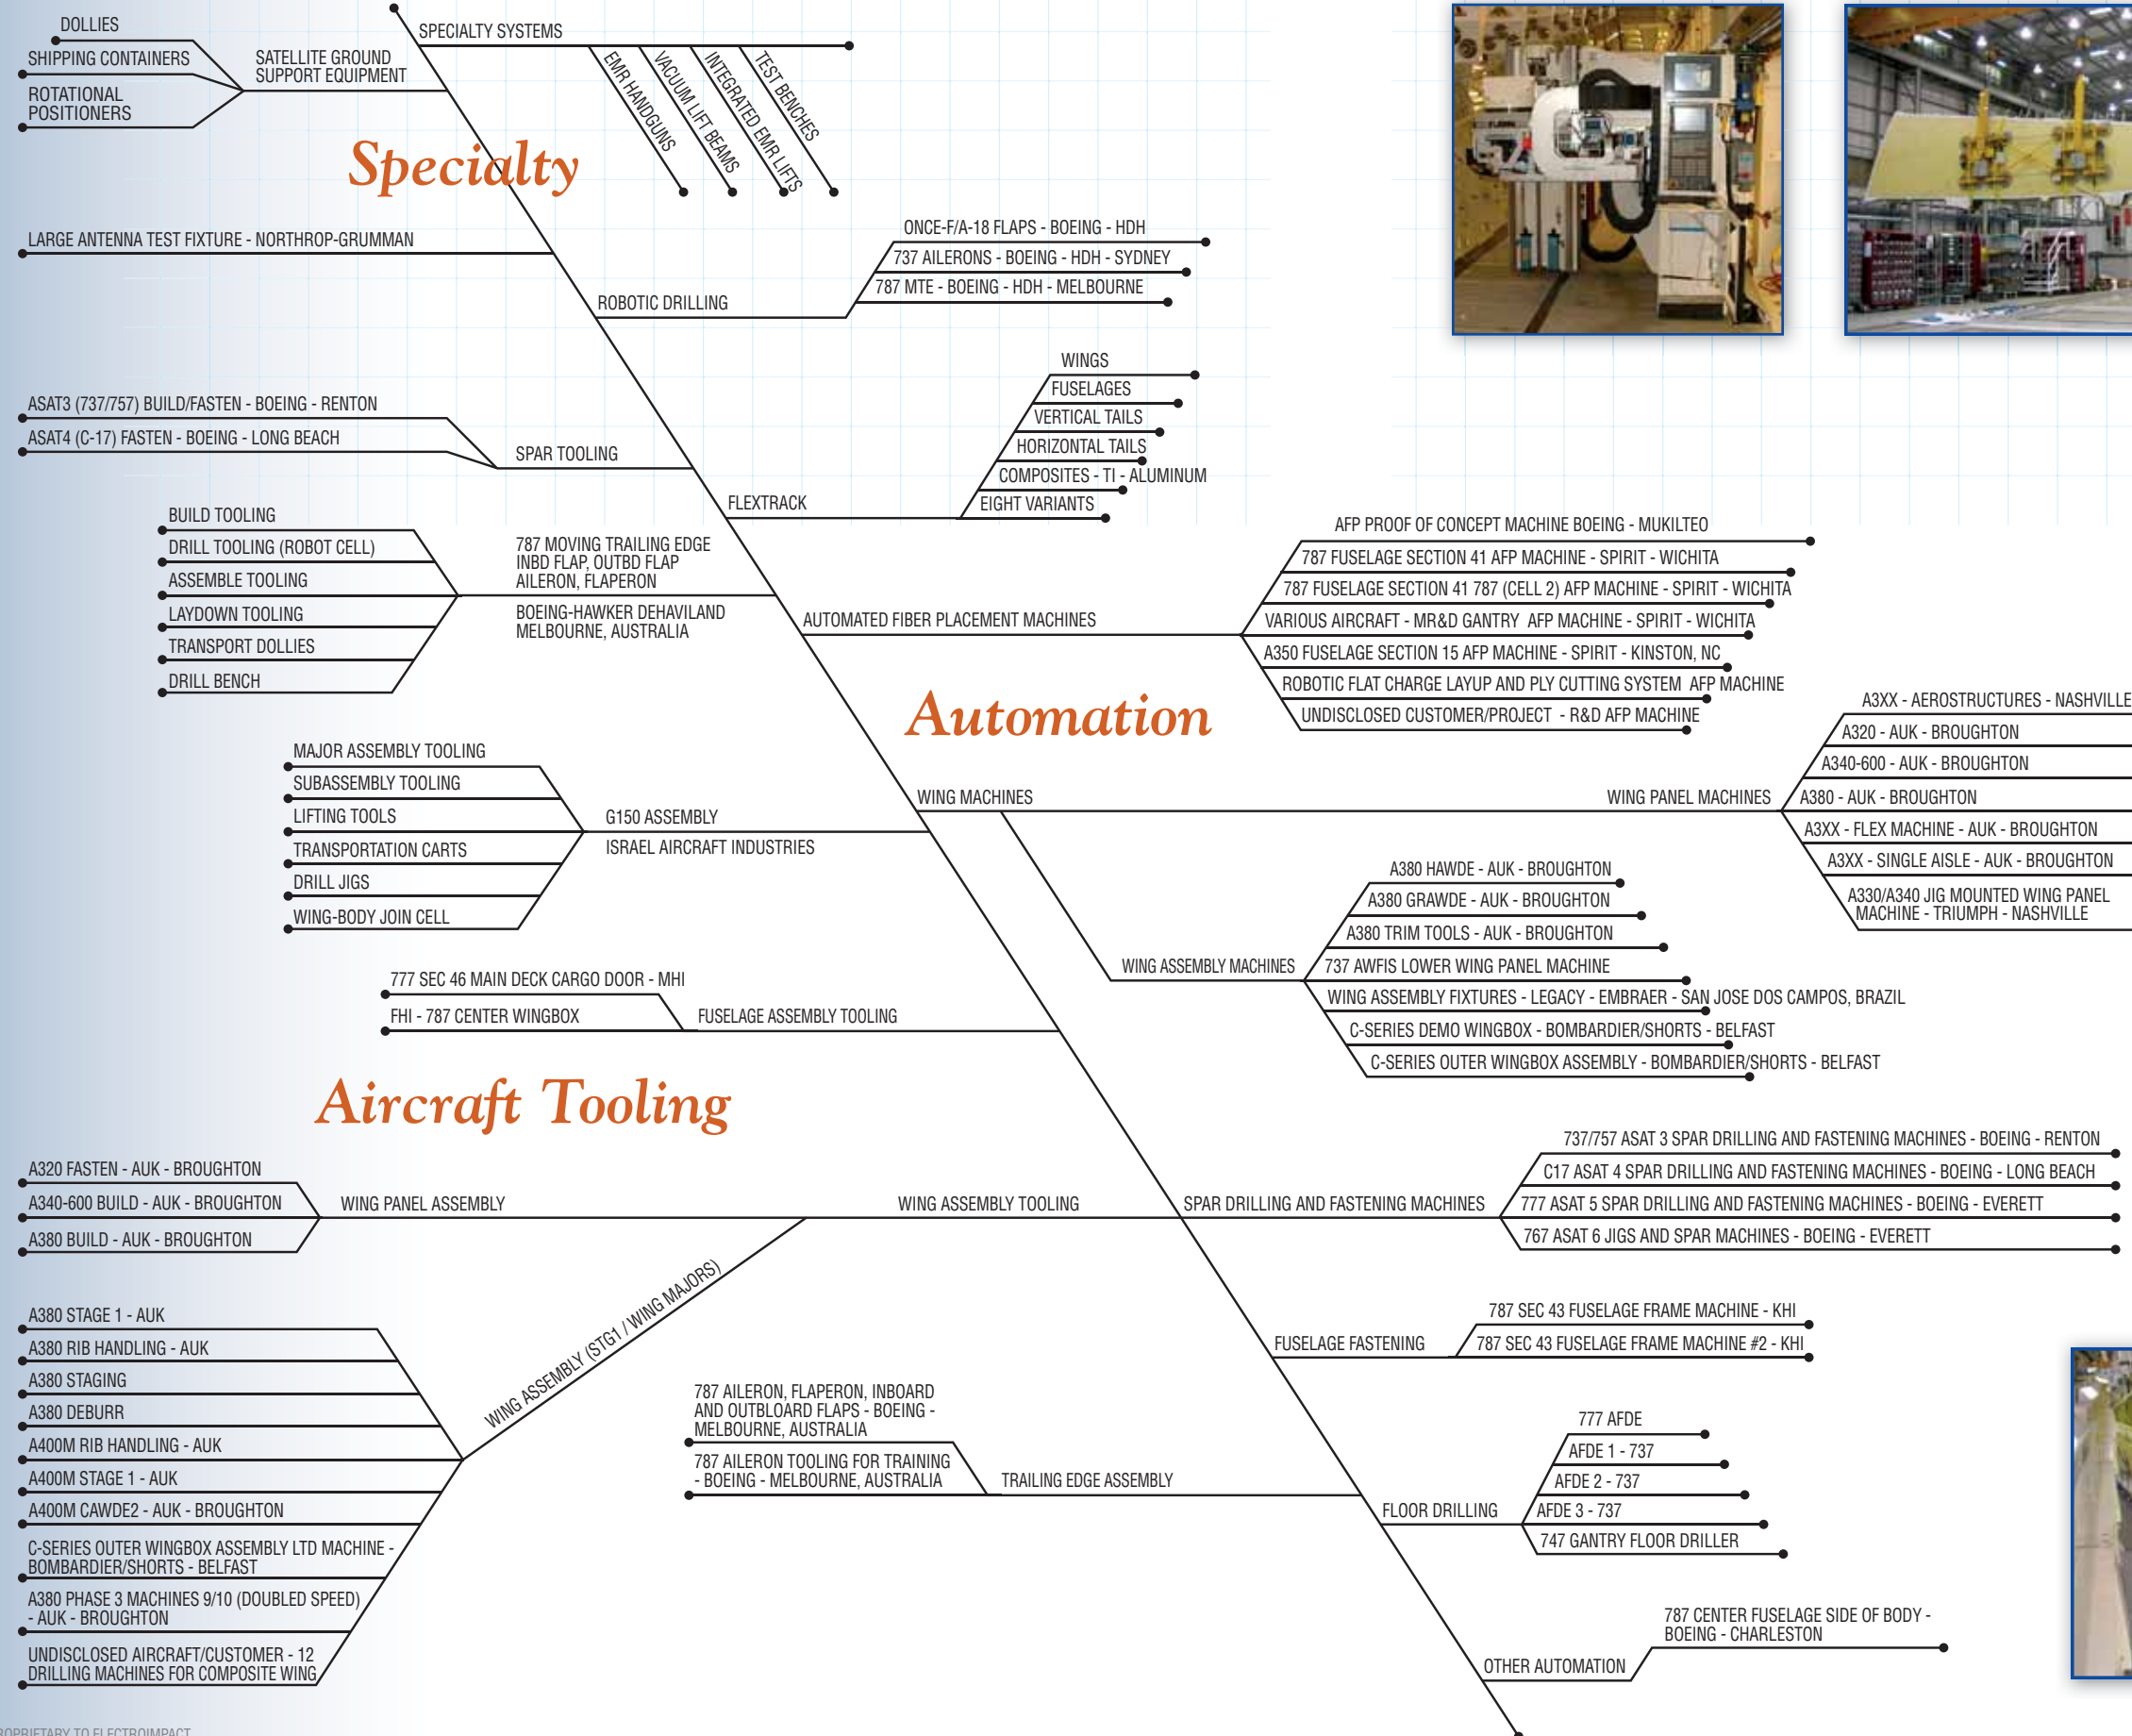 DOLLIES
SHIPPING CONTAINERS
ROTATIONAL
POSITIONERS
SATELLITE GROUND
SUPPORT EQUIPMENT
SPECIALTY SYSTEMS
EMR HANDGUNS
VACUUM LIFT BEAMS
INTEGRATED EMR LIFTS
TEST BENCHES
Specialty
LARGE ANTENNA TEST FIXTURE - NORTHROP-GRUMMAN
ROBOTIC DRILLING
ONCE-F/A-18 FLAPS - BOEING - HDH
737 AILERONS - BOEING - HDH - SYDNEY
787 MTE - BOEING - HDH - MELBOURNE
ASAT3 (737/757) BUILD/FASTEN - BOEING - RENTON
ASAT4 (C-17) FASTEN - BOEING - LONG BEACH
SPAR TOOLING
FLEXTRACK
WINGS
FUSELAGES
VERTICAL TAILS
HORIZONTAL TAILS
COMPOSITES - TI - ALUMINUM
EIGHT VARIANTS
BUILD TOOLING
DRILL TOOLING (ROBOT CELL)
ASSEMBLE TOOLING
LAYDOWN TOOLING
TRANSPORT DOLLIES
DRILL BENCH
787 MOVING TRAILING EDGE
INBD FLAP, OUTBD FLAP
AILERON, FLAPERON
BOEING-HAWKER DEHAVILAND
MELBOURNE, AUSTRALIA
AUTOMATED FIBER PLACEMENT MACHINES
AFP PROOF OF CONCEPT MACHINE BOEING - MUKILTEO
787 FUSELAGE SECTION 41 AFP MACHINE - SPIRIT - WICHITA
787 FUSELAGE SECTION 41 787 (CELL 2) AFP MACHINE - SPIRIT - WICHITA
VARIOUS AIRCRAFT - MR&D GANTRY  AFP MACHINE - SPIRIT - WICHITA
A350 FUSELAGE SECTION 15 AFP MACHINE - SPIRIT - KINSTON, NC
ROBOTIC FLAT CHARGE LAYUP AND PLY CUTTING SYSTEM  AFP MACHINE
UNDISCLOSED CUSTOMER/PROJECT  - R&D AFP MACHINE
Automation
MAJOR ASSEMBLY TOOLING
SUBASSEMBLY TOOLING
LIFTING TOOLS
TRANSPORTATION CARTS
DRILL JIGS
WING-BODY JOIN CELL
G150 ASSEMBLY
ISRAEL AIRCRAFT INDUSTRIES
WING MACHINES
WING PANEL MACHINES
A3XX - AEROSTRUCTURES - NASHVILLE
A320 - AUK - BROUGHTON
A340-600 - AUK - BROUGHTON
A380 - AUK - BROUGHTON
A3XX - FLEX MACHINE - AUK - BROUGHTON
A3XX - SINGLE AISLE - AUK - BROUGHTON
A330/A340 JIG MOUNTED WING PANEL
MACHINE - TRIUMPH - NASHVILLE
WING ASSEMBLY MACHINES
A380 HAWDE - AUK - BROUGHTON
A380 GRAWDE - AUK - BROUGHTON
A380 TRIM TOOLS - AUK - BROUGHTON
737 AWFIS LOWER WING PANEL MACHINE
WING ASSEMBLY FIXTURES - LEGACY - EMBRAER - SAN JOSE DOS CAMPOS, BRAZIL
C-SERIES DEMO WINGBOX - BOMBARDIER/SHORTS - BELFAST
C-SERIES OUTER WINGBOX ASSEMBLY - BOMBARDIER/SHORTS - BELFAST
777 SEC 46 MAIN DECK CARGO DOOR - MHI
FHI - 787 CENTER WINGBOX
FUSELAGE ASSEMBLY TOOLING
Aircraft Tooling
A320 FASTEN - AUK - BROUGHTON
A340-600 BUILD - AUK - BROUGHTON
A380 BUILD - AUK - BROUGHTON
WING PANEL ASSEMBLY
WING ASSEMBLY TOOLING
SPAR DRILLING AND FASTENING MACHINES
737/757 ASAT 3 SPAR DRILLING AND FASTENING MACHINES - BOEING - RENTON
C17 ASAT 4 SPAR DRILLING AND FASTENING MACHINES - BOEING - LONG BEACH
777 ASAT 5 SPAR DRILLING AND FASTENING MACHINES - BOEING - EVERETT
767 ASAT 6 JIGS AND SPAR MACHINES - BOEING - EVERETT
A380 STAGE 1 - AUK
A380 RIB HANDLING - AUK
A380 STAGING
A380 DEBURR
A400M RIB HANDLING - AUK
A400M STAGE 1 - AUK
A400M CAWDE2 - AUK - BROUGHTON
C-SERIES OUTER WINGBOX ASSEMBLY LTD MACHINE -
BOMBARDIER/SHORTS - BELFAST
A380 PHASE 3 MACHINES 9/10 (DOUBLED SPEED)
- AUK - BROUGHTON
UNDISCLOSED AIRCRAFT/CUSTOMER - 12
DRILLING MACHINES FOR COMPOSITE WING
WING ASSEMBLY (STG1 / WING MAJORS)
FUSELAGE FASTENING
787 SEC 43 FUSELAGE FRAME MACHINE - KHI
787 SEC 43 FUSELAGE FRAME MACHINE #2 - KHI
787 AILERON, FLAPERON, INBOARD
AND OUTBLOARD FLAPS - BOEING -
MELBOURNE, AUSTRALIA
787 AILERON TOOLING FOR TRAINING
- BOEING - MELBOURNE, AUSTRALIA
TRAILING EDGE ASSEMBLY
FLOOR DRILLING
777 AFDE
AFDE 1 - 737
AFDE 2 - 737
AFDE 3 - 737
747 GANTRY FLOOR DRILLER
OTHER AUTOMATION
787 CENTER FUSELAGE SIDE OF BODY -
BOEING - CHARLESTON
TO ELECTROIMPACT